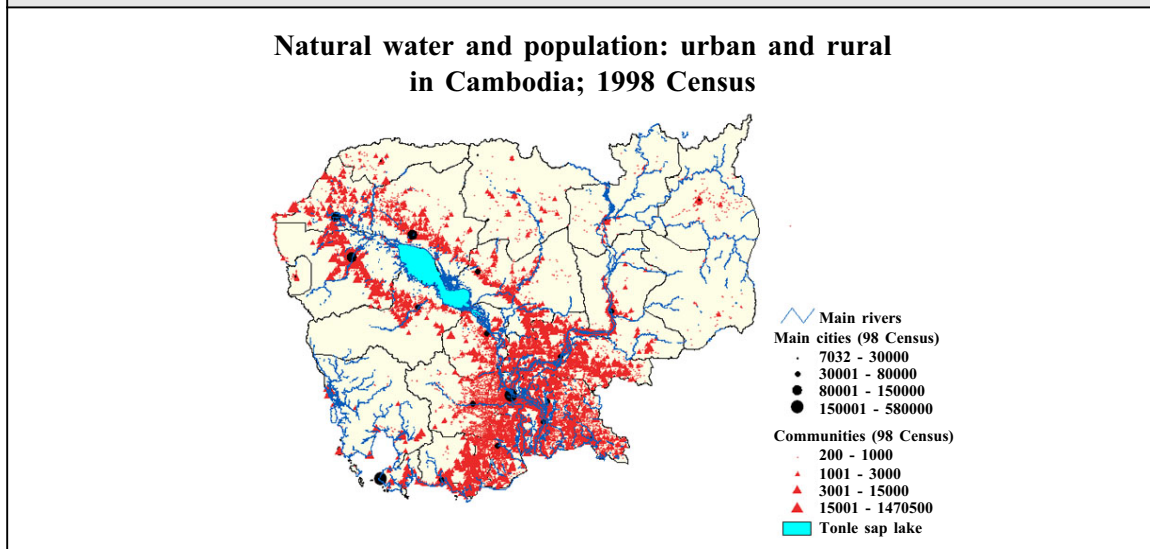 Natural water and population: urban and rural
in Cambodia; 1998 Census
Main rivers
Main cities (98 Census)
7032 - 30000
30001 - 80000
80001 - 150000
150001 - 580000
Communities (98 Census)
200 - 1000
1001 - 3000
3001 - 15000
15001 - 1470500
Tonle sap lake